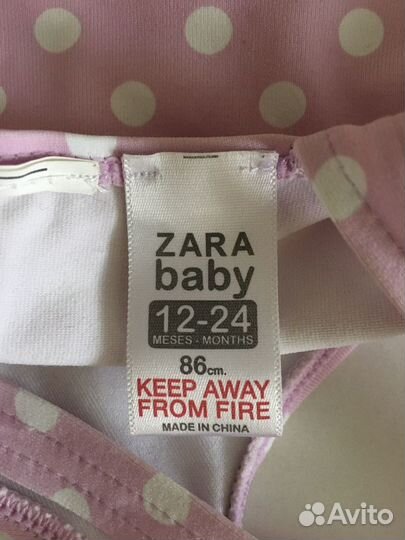 ZARA
baby
12-24
MESES - MONTHS
86cm.
KEEP AWAY
FROM FIRE
MADE IN CHINA
Avito